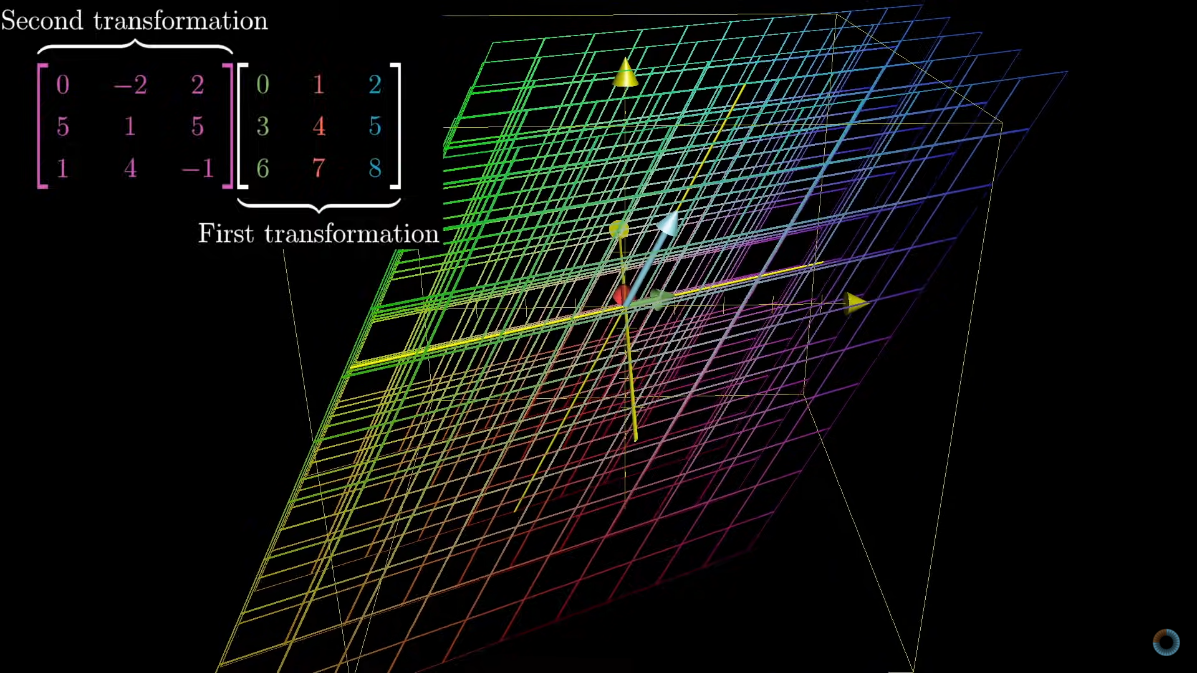 Second transformation
0 −2 2 0 1 2
5 1 5 3 4 5
1 4 −1 6 7 8
First transformation